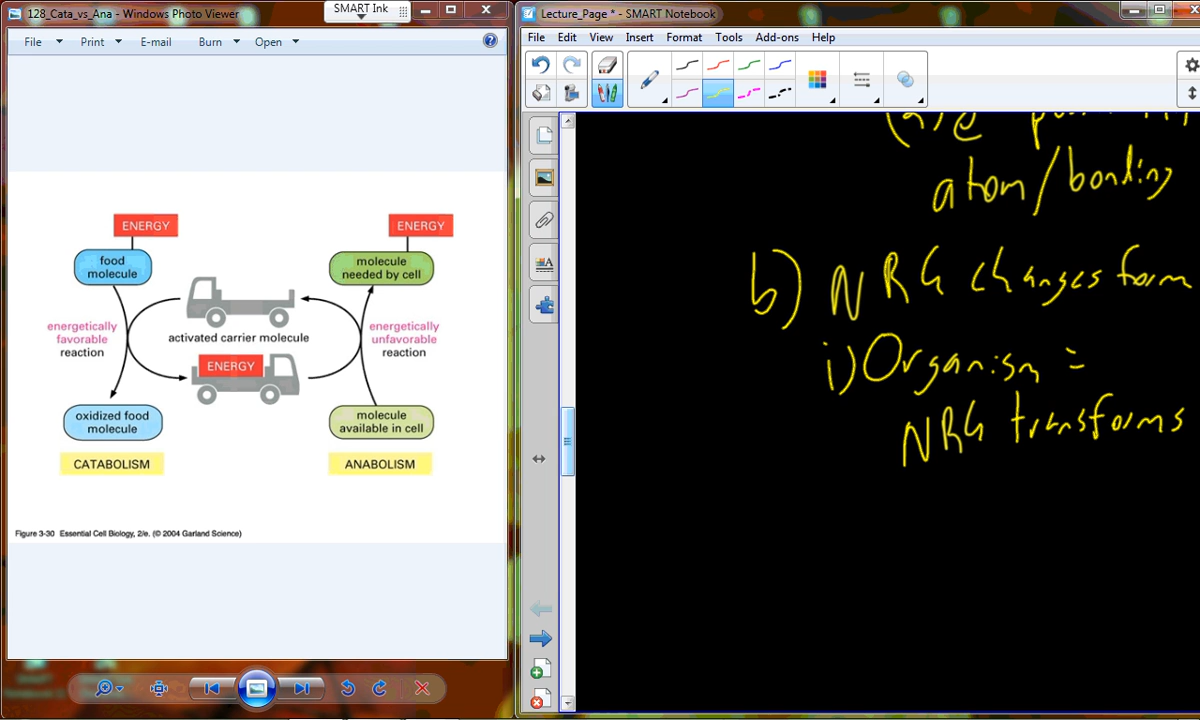 128_Cata_vs_Ana - Windows Photo Viewer
SMART Ink
File Print E-mail Burn Open
ENERGY
ENERGY
food
molecule
molecule
needed by cell
energetically
favorable
reaction
activated carrier molecule
energetically
unfavorable
reaction
ENERGY
oxidized food
molecule
molecule
available in cell
CATABOLISM
ANABOLISM
Figure 3-30 Essential Cell Biology, 2/e. (© 2004 Garland Science)
Lecture_Page * - SMART Notebook
File Edit View Insert Format Tools Add-ons Help
atom/bonding
b) NRG changes form
i) Organism =
NRG transforms